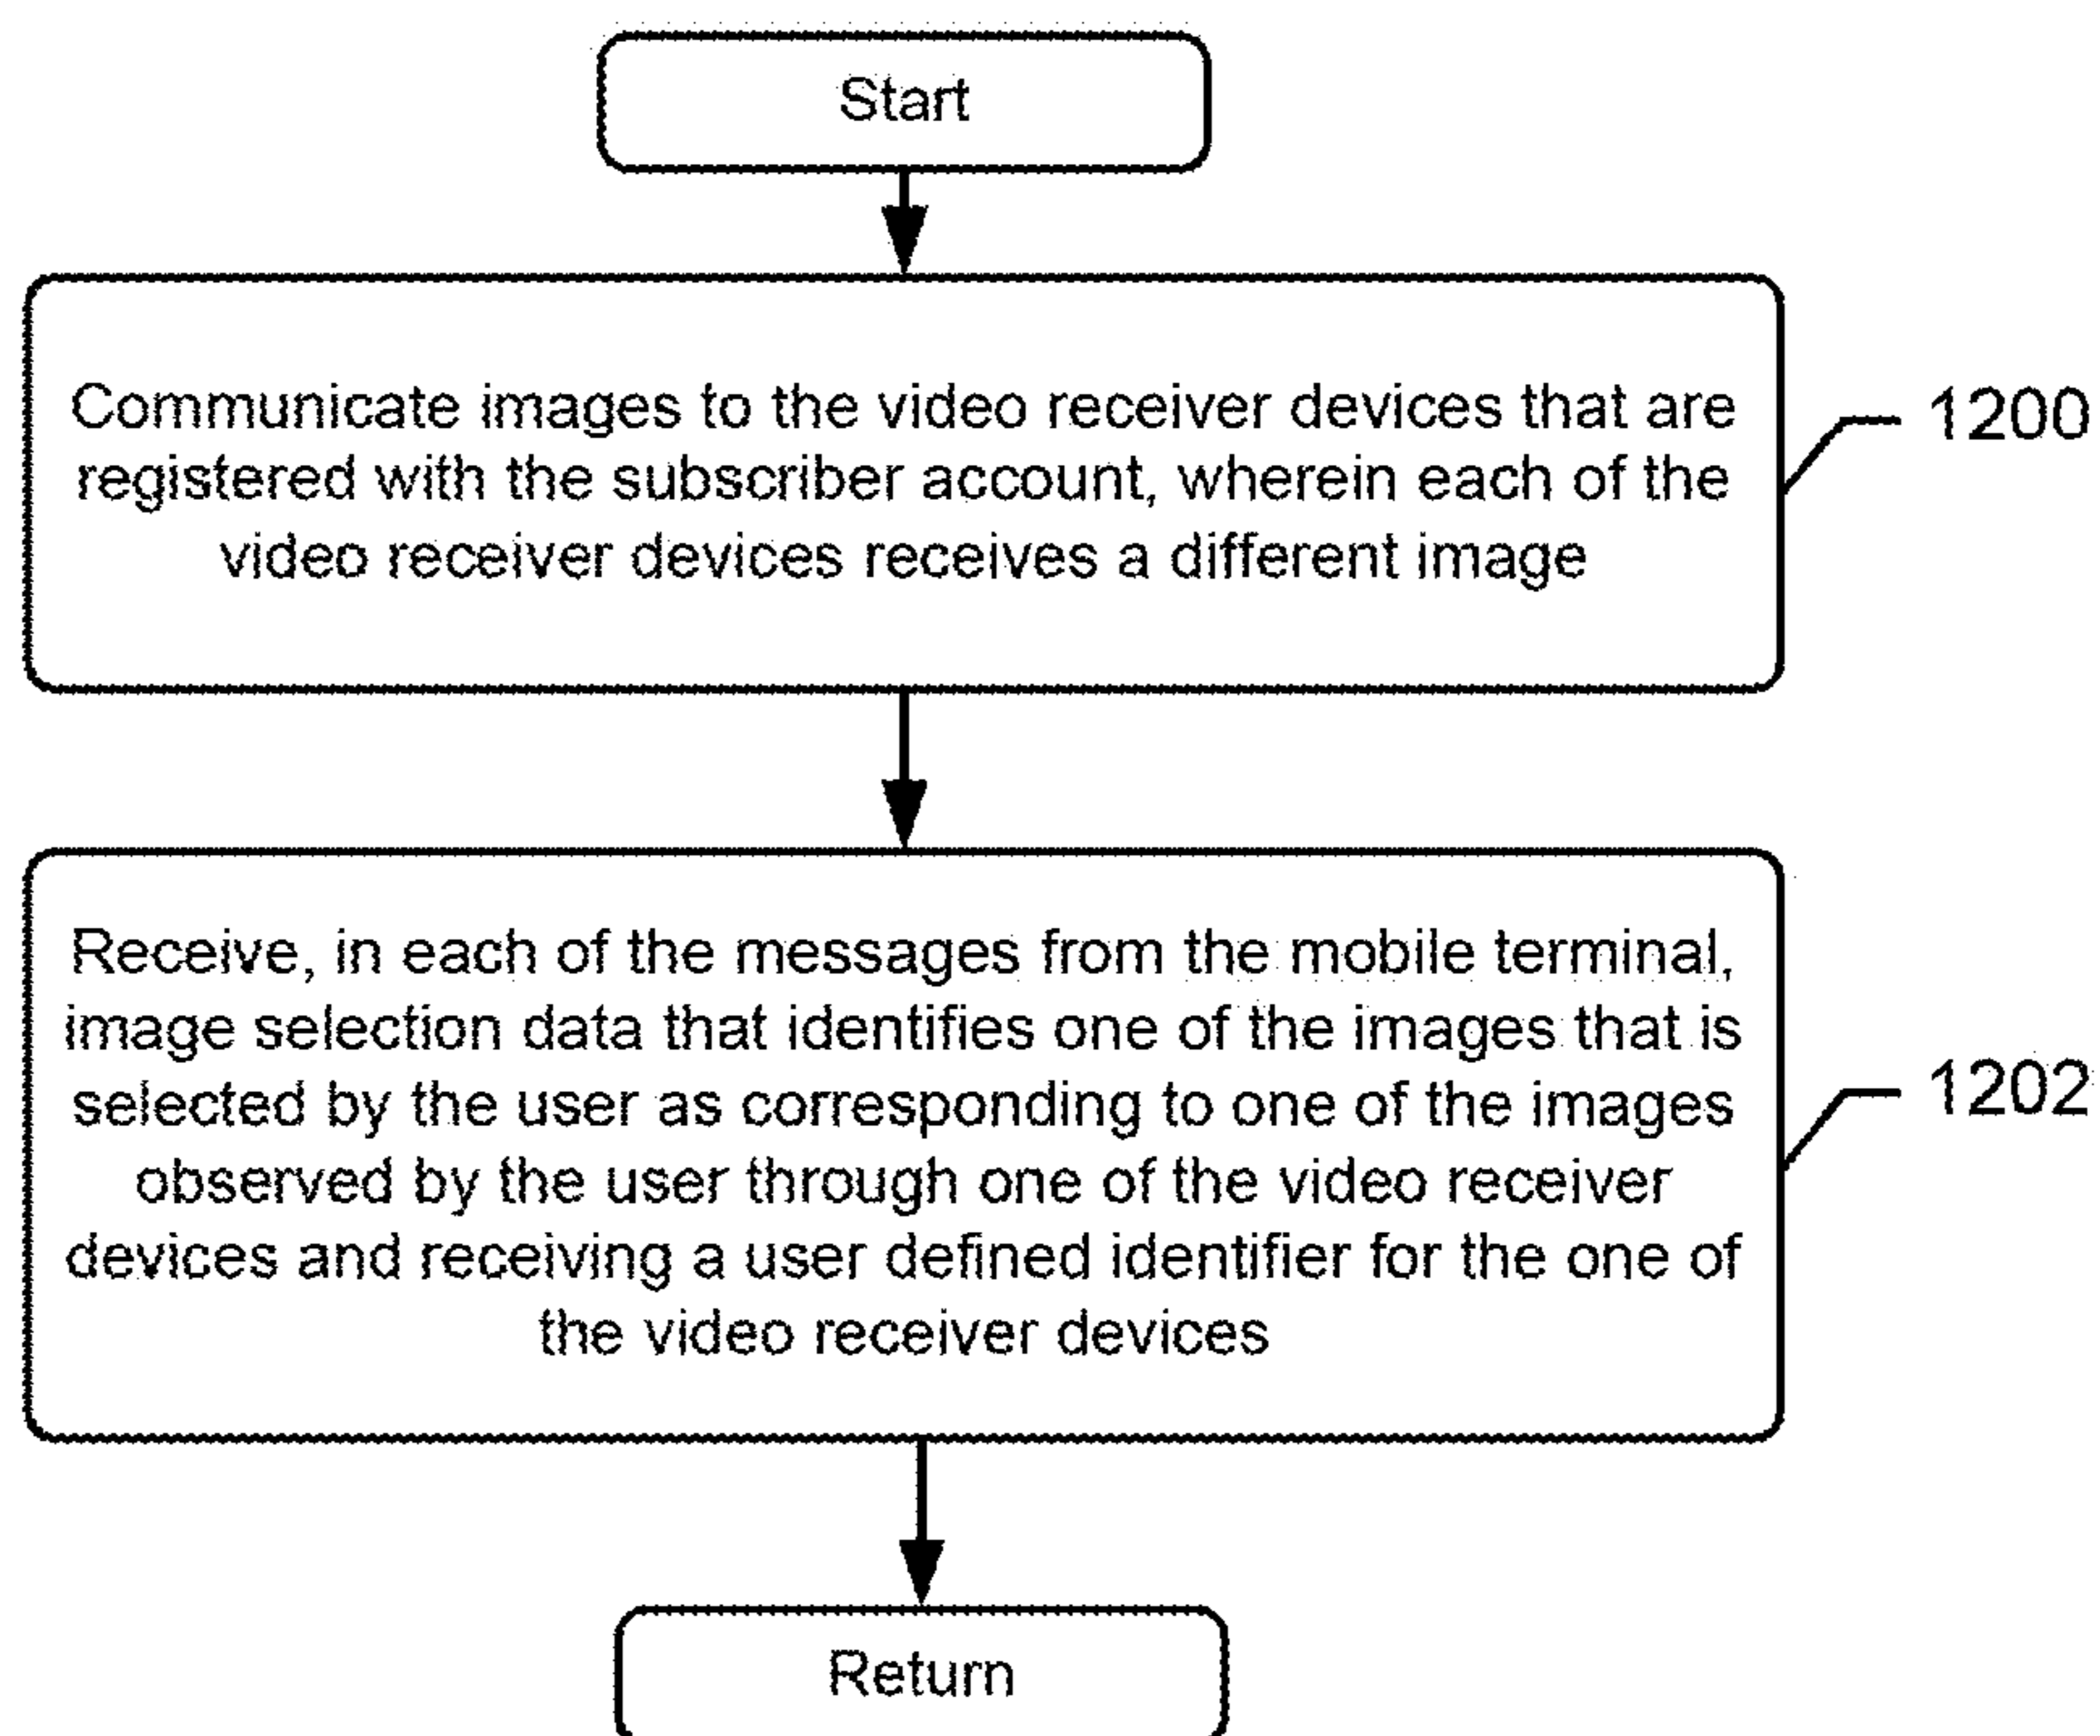 Start
Communicate images to the video receiver devices that are
registered with the subscriber account, wherein each of the
video receiver devices receives a different image
1200
Receive, in each of the messages from the mobile terminal,
image selection data that identifies one of the images that is
selected by the user as corresponding to one of the images
observed by the user through one of the video receiver
devices and receiving a user defined identifier for the one of
the video receiver devices
1202
Return